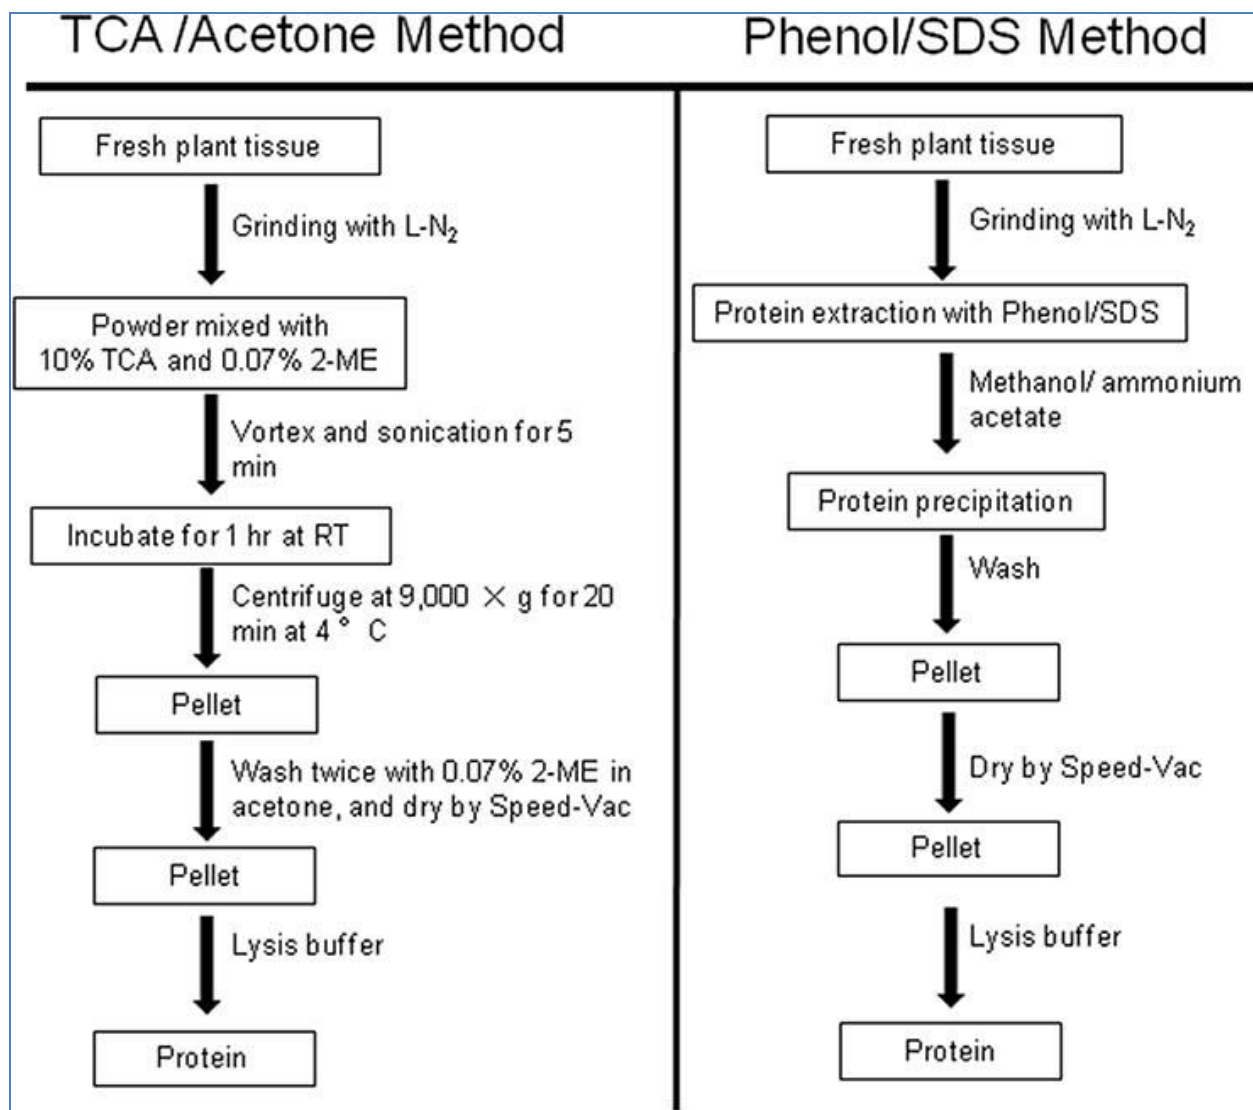 TCA /Acetone Method
Fresh plant tissue
Grinding with L-N₂
Powder mixed with
10% TCA and 0.07% 2-ME
Vortex and sonication for 5
min
Incubate for 1 hr at RT
Centrifuge at 9,000 × g for 20
min at 4 ° C
Pellet
Wash twice with 0.07% 2-ME in
acetone, and dry by Speed-Vac
Pellet
Lysis buffer
Protein
Phenol/SDS Method
Fresh plant tissue
Grinding with L-N₂
Protein extraction with Phenol/SDS
Methanol/ ammonium
acetate
Protein precipitation
Wash
Pellet
Dry by Speed-Vac
Pellet
Lysis buffer
Protein